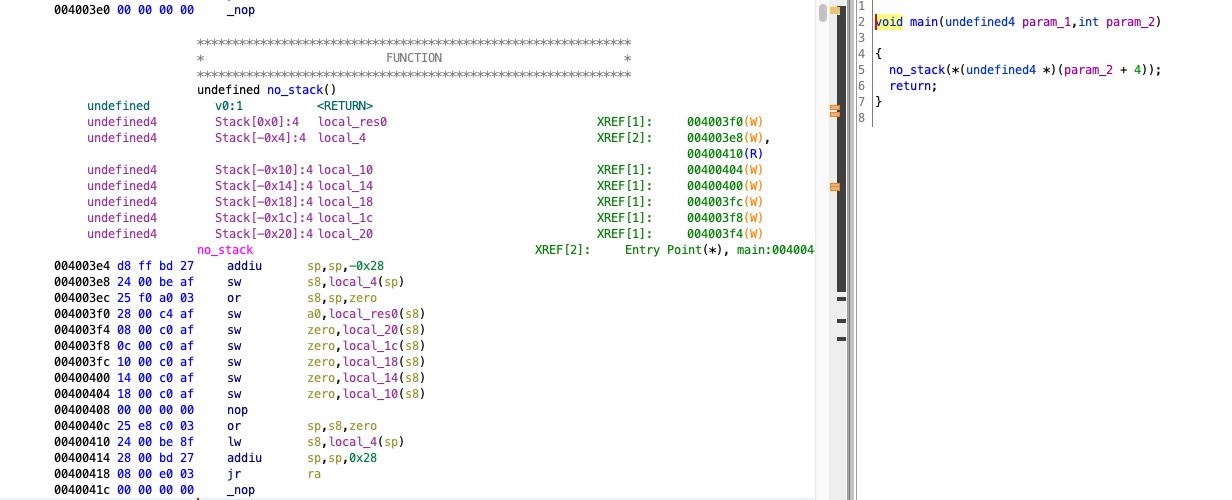 004003e0 00 00 00 00 _nop
**************************************************************
* FUNCTION *
**************************************************************
undefined no_stack()
undefined v0:1 <RETURN>
undefined4 Stack[0x0]:4 local_res0 XREF[1]: 004003f0(W)
undefined4 Stack[-0x4]:4 local_4 XREF[2]: 004003e8(W),
00400410(R)
undefined4 Stack[-0x10]:4 local_10 XREF[1]: 00400404(W)
undefined4 Stack[-0x14]:4 local_14 XREF[1]: 00400400(W)
undefined4 Stack[-0x18]:4 local_18 XREF[1]: 004003fc(W)
undefined4 Stack[-0x1c]:4 local_1c XREF[1]: 004003f8(W)
undefined4 Stack[-0x20]:4 local_20 XREF[1]: 004003f4(W)
no_stack XREF[2]: Entry Point(*), main:004004
004003e4 d8 ff bd 27 addiu sp,sp,-0x28
004003e8 24 00 be af sw s8,local_4(sp)
004003ec 25 f0 a0 03 or s8,sp,zero
004003f0 28 00 c4 af sw a0,local_res0(s8)
004003f4 08 00 c0 af sw zero,local_20(s8)
004003f8 0c 00 c0 af sw zero,local_1c(s8)
004003fc 10 00 c0 af sw zero,local_18(s8)
00400400 14 00 c0 af sw zero,local_14(s8)
00400404 18 00 c0 af sw zero,local_10(s8)
00400408 00 00 00 00 nop
0040040c 25 e8 c0 03 or sp,s8,zero
00400410 24 00 be 8f lw s8,local_4(sp)
00400414 28 00 bd 27 addiu sp,sp,0x28
00400418 08 00 e0 03 jr ra
0040041c 00 00 00 00 _nop
1
2 void main(undefined4 param_1,int param_2)
3
4 {
5 no_stack(*(undefined4 *)(param_2 + 4));
6 return;
7 }
8